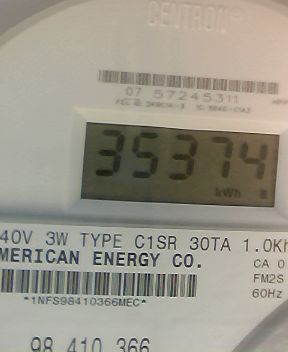 CENTRON®
07 57245311
35374
kWh
40V 3W TYPE C1SR 30TA 1.0Kh
MERICAN ENERGY CO.
CA 0
FM2S
60Hz
*1NFS98410366MEC*
98 410 366